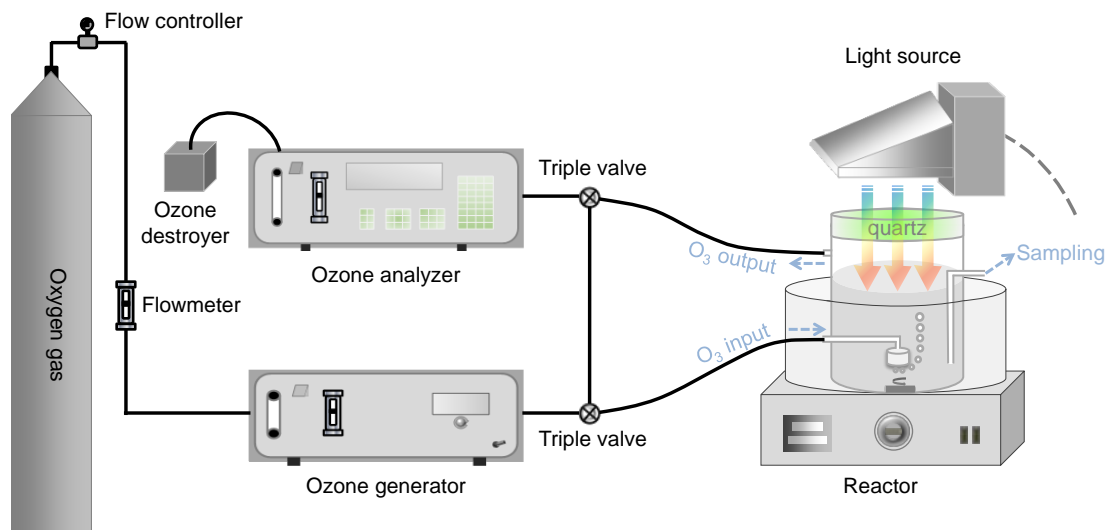 Flow controller
Light source
Triple valve
quartz
Ozone
destroyer
Ozone analyzer
O₃ output
Sampling
Oxygen gas
Flowmeter
O₃ input
Triple valve
Ozone generator
Reactor